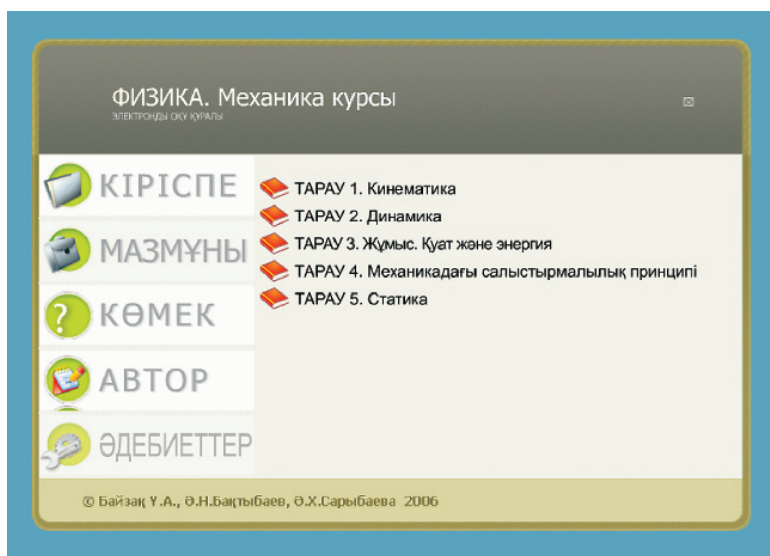 ФИЗИКА. Механика курсы
ЭЛЕКТРОНДЫ ОҚУ ҚҰРАЛЫ
КІРІСПЕ
МАЗМҰНЫ
КӨМЕК
АВТОР
ӘДЕБИЕТТЕР
ТАРАУ 1. Кинематика
ТАРАУ 2. Динамика
ТАРАУ 3. Жұмыс. Қуат және энергия
ТАРАУ 4. Механикадағы салыстырмалылық принципі
ТАРАУ 5. Статика
© Байзақ Ү.А., Ә.Н.Бақтыбаев, Ә.Х.Сарыбаева 2006